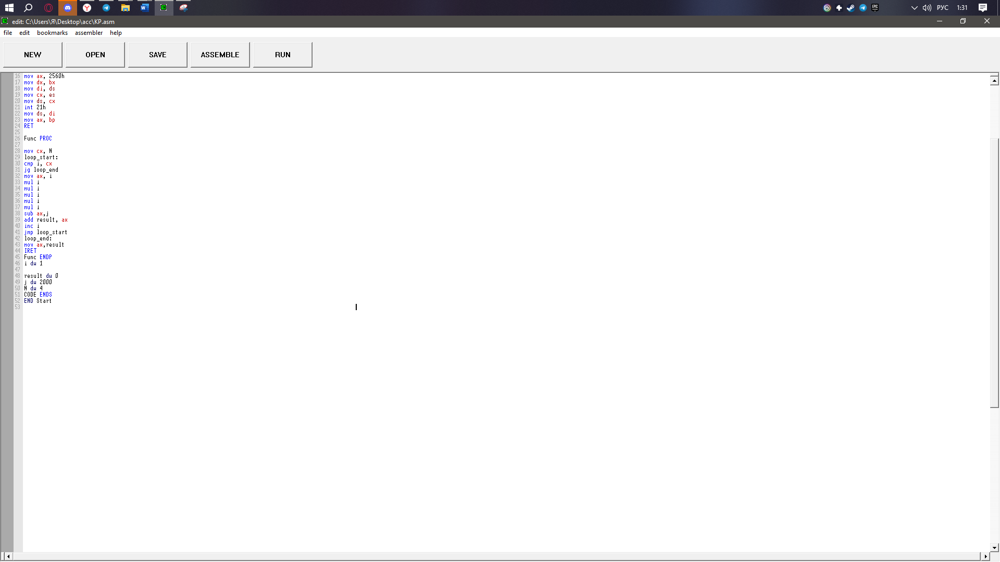 РУС
1:31
edit: C:\Users\Я\Desktop\acc\KP.asm
file edit bookmarks assembler help
NEW OPEN SAVE ASSEMBLE RUN
16 mov ax, 2560h
17 mov dx, bx
18 mov di, ds
19 mov cx, es
20 mov ds, cx
21 int 21h
22 mov ds, di
23 mov ax, bp
24 RET
25
26 Func PROC
27
28 mov cx, N
29 loop_start:
30 cmp i, cx
31 jg loop_end
32 mov ax, i
33 mul i
34 mul i
35 mul i
36 mul i
37 mul i
38 sub ax,j
39 add result, ax
40 inc i
41 jmp loop_start
42 loop_end:
43 mov ax,result
44 IRET
45 Func ENDP
46 i dw 1
47
48 result dw 0
49 j dw 2000
50 N dw 4
51 CODE ENDS
52 END Start
53